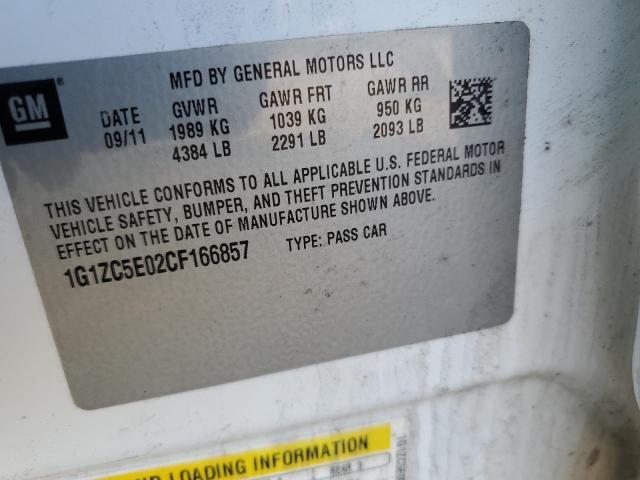 MFD BY GENERAL MOTORS LLC
GM
DATE GVWR GAWR FRT GAWR RR
09/11 1989 KG 1039 KG 950 KG
4384 LB 2291 LB 2093 LB
THIS VEHICLE CONFORMS TO ALL APPLICABLE U.S. FEDERAL MOTOR
VEHICLE SAFETY, BUMPER, AND THEFT PREVENTION STANDARDS IN
EFFECT ON THE DATE OF MANUFACTURE SHOWN ABOVE.
1G1ZC5E02CF166857 TYPE: PASS CAR
LOADING INFORMATION